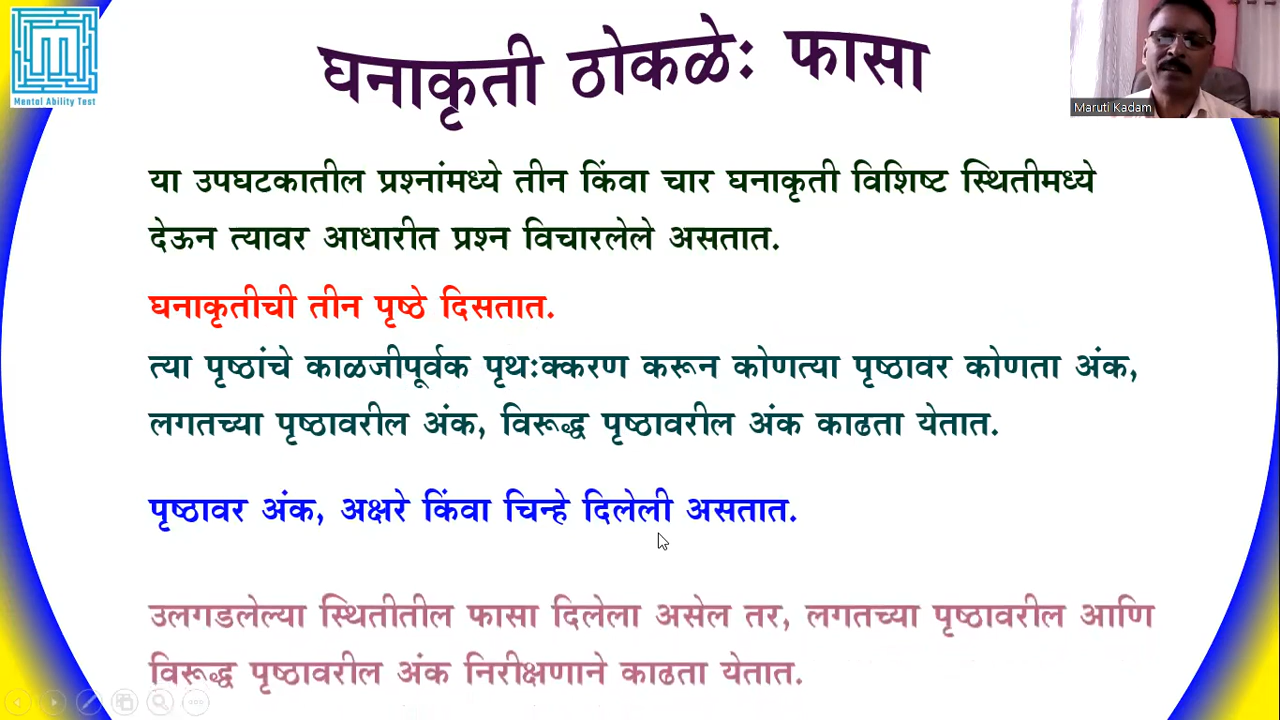 Mental Ability Test
घनाकृती ठोकळेः फासा
Maruti Kadam
या उपघटकातील प्रश्नांमध्ये तीन किंवा चार घनाकृती विशिष्ट स्थितीमध्ये
देऊन त्यावर आधारीत प्रश्न विचारलेले असतात.
घनाकृतीची तीन पृष्ठे दिसतात.
त्या पृष्ठांचे काळजीपूर्वक पृथःक्करण करून कोणत्या पृष्ठावर कोणता अंक,
लगतच्या पृष्ठावरील अंक, विरूद्ध पृष्ठावरील अंक काढता येतात.
पृष्ठावर अंक, अक्षरे किंवा चिन्हे दिलेली असतात.
उलगडलेल्या स्थितीतील फासा दिलेला असेल तर, लगतच्या पृष्ठावरील आणि
विरूद्ध पृष्ठावरील अंक निरीक्षणाने काढता येतात.